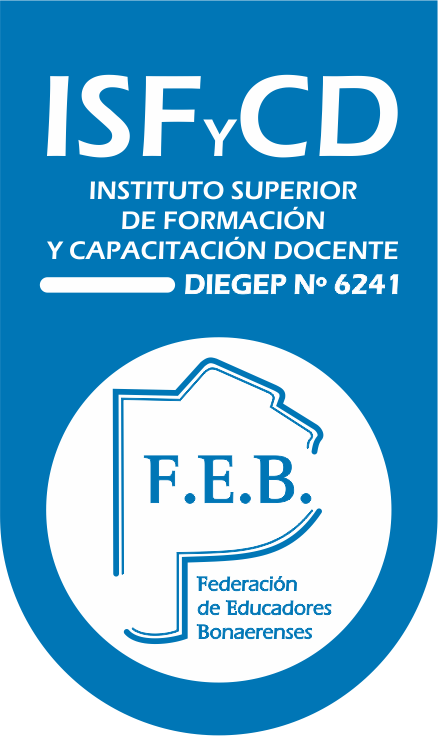 ISFYCD
INSTITUTO SUPERIOR
DE FORMACIÓN
Y CAPACITACIÓN DOCENTE
DIEGEP Nº 6241
F.E.B.
Federación
de Educadores
Bonaerenses